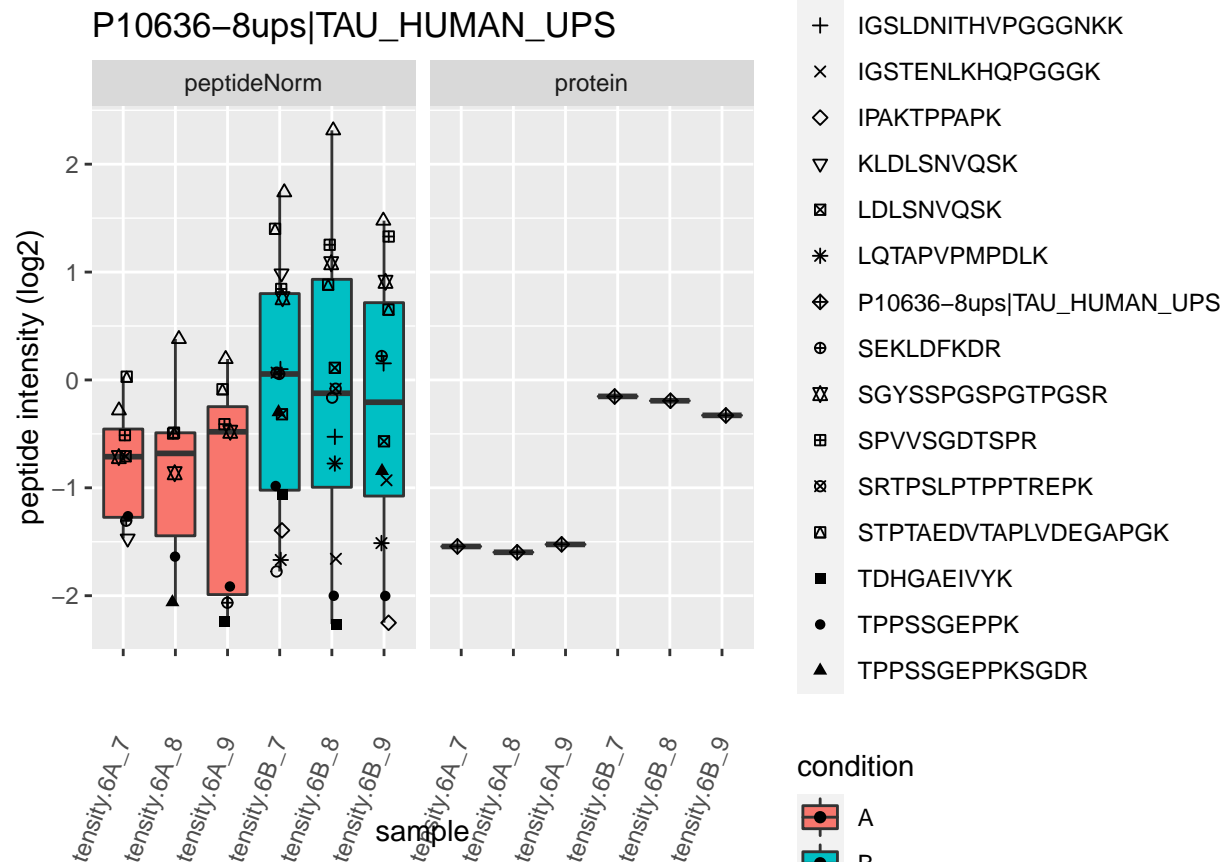 P10636−8ups|TAU_HUMAN_UPS
peptideNorm
protein
2
1
0
−1
−2
peptide intensity (log2)
tensity.6A_7
tensity.6A_8
tensity.6A_9
tensity.6B_7
tensity.6B_8
tensity.6B_9
tensity.6A_7
tensity.6A_8
tensity.6A_9
tensity.6B_7
tensity.6B_8
tensity.6B_9
sample
IGSLDNITHVPGGGNKK
IGSTENLKHQPGGGK
IPAKTPPAPK
KLDLSNVQSK
LDLSNVQSK
LQTAPVPMPDLK
P10636−8ups|TAU_HUMAN_UPS
SEKLDFKDR
SGYSSPGSPGTPGSR
SPVVSGDTSPR
SRTPSLPTPPTREPK
STPTAEDVTAPLVDEGAPGK
TDHGAEIVYK
TPPSSGEPPK
TPPSSGEPPKSGDR
condition
A
B